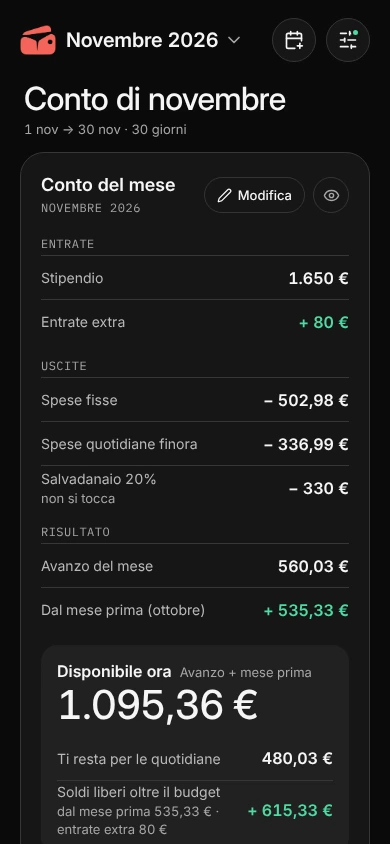 Novembre 2026
Conto di novembre
1 nov → 30 nov · 30 giorni
Conto del mese
Modifica
NOVEMBRE 2026
ENTRATE
Stipendio 1.650 €
Entrate extra + 80 €
USCITE
Spese fisse − 502,98 €
Spese quotidiane finora − 336,99 €
Salvadanaio 20%
non si tocca
− 330 €
RISULTATO
Avanzo del mese 560,03 €
Dal mese prima (ottobre) + 535,33 €
Disponibile ora Avanzo + mese prima
1.095,36 €
Ti resta per le quotidiane 480,03 €
Soldi liberi oltre il budget
dal mese prima 535,33 € ·
entrate extra 80 €
+ 615,33 €